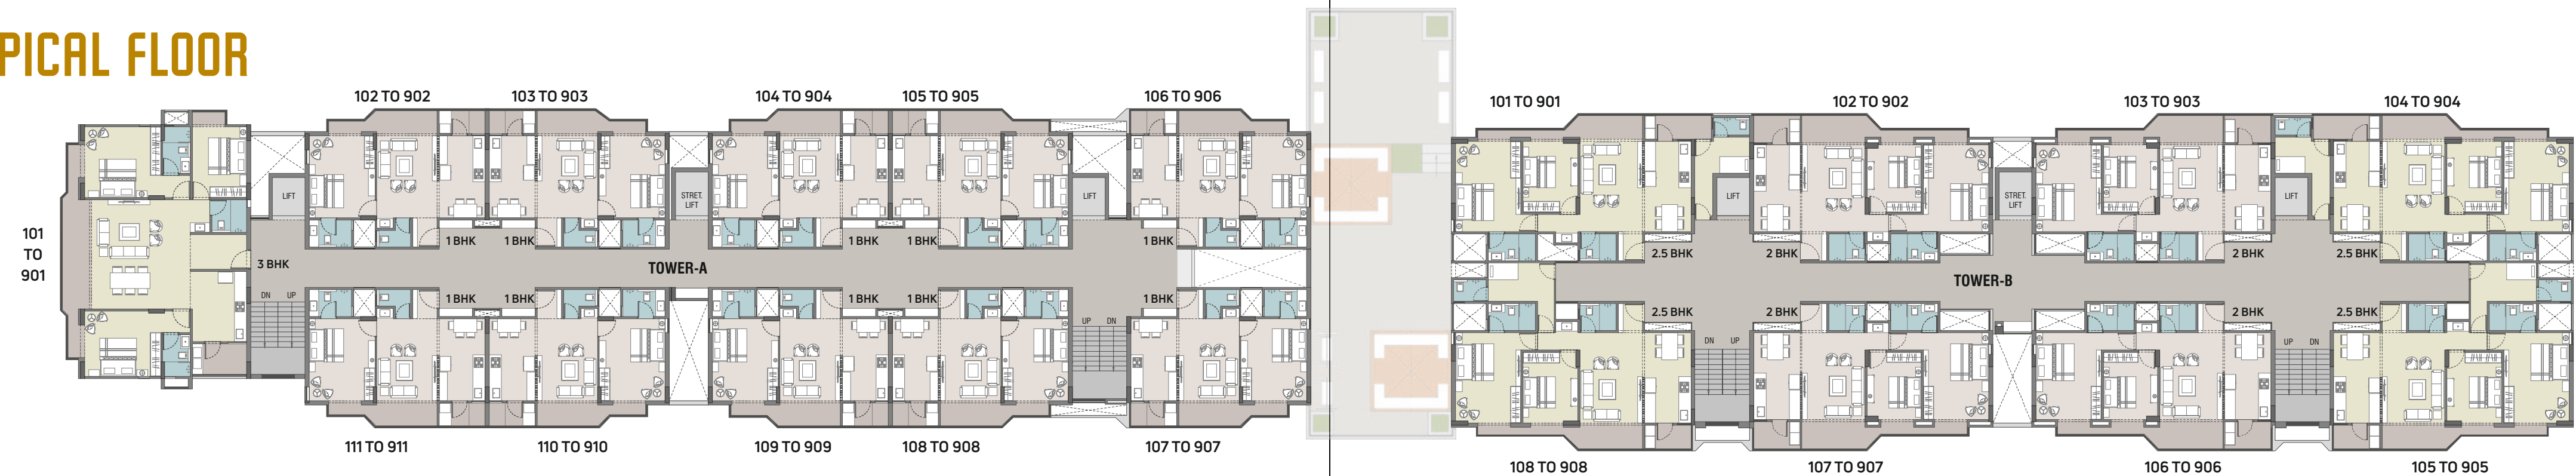 PICAL FLOOR
102 TO 902
103 TO 903
104 TO 904
105 TO 905
106 TO 906
101 TO 901
102 TO 902
103 TO 903
104 TO 904
LIFT
STRET.
LIFT
LIFT
LIFT
STRET.
LIFT
LIFT
101
TO
901
1 BHK
1 BHK
1 BHK
1 BHK
1 BHK
2.5 BHK
2 BHK
2 BHK
2.5 BHK
3 BHK
TOWER-A
TOWER-B
DN UP
1 BHK
1 BHK
1 BHK
1 BHK
1 BHK
2.5 BHK
2 BHK
2 BHK
2.5 BHK
UP DN
DN UP
UP DN
111 TO 911
110 TO 910
109 TO 909
108 TO 908
107 TO 907
108 TO 908
107 TO 907
106 TO 906
105 TO 905